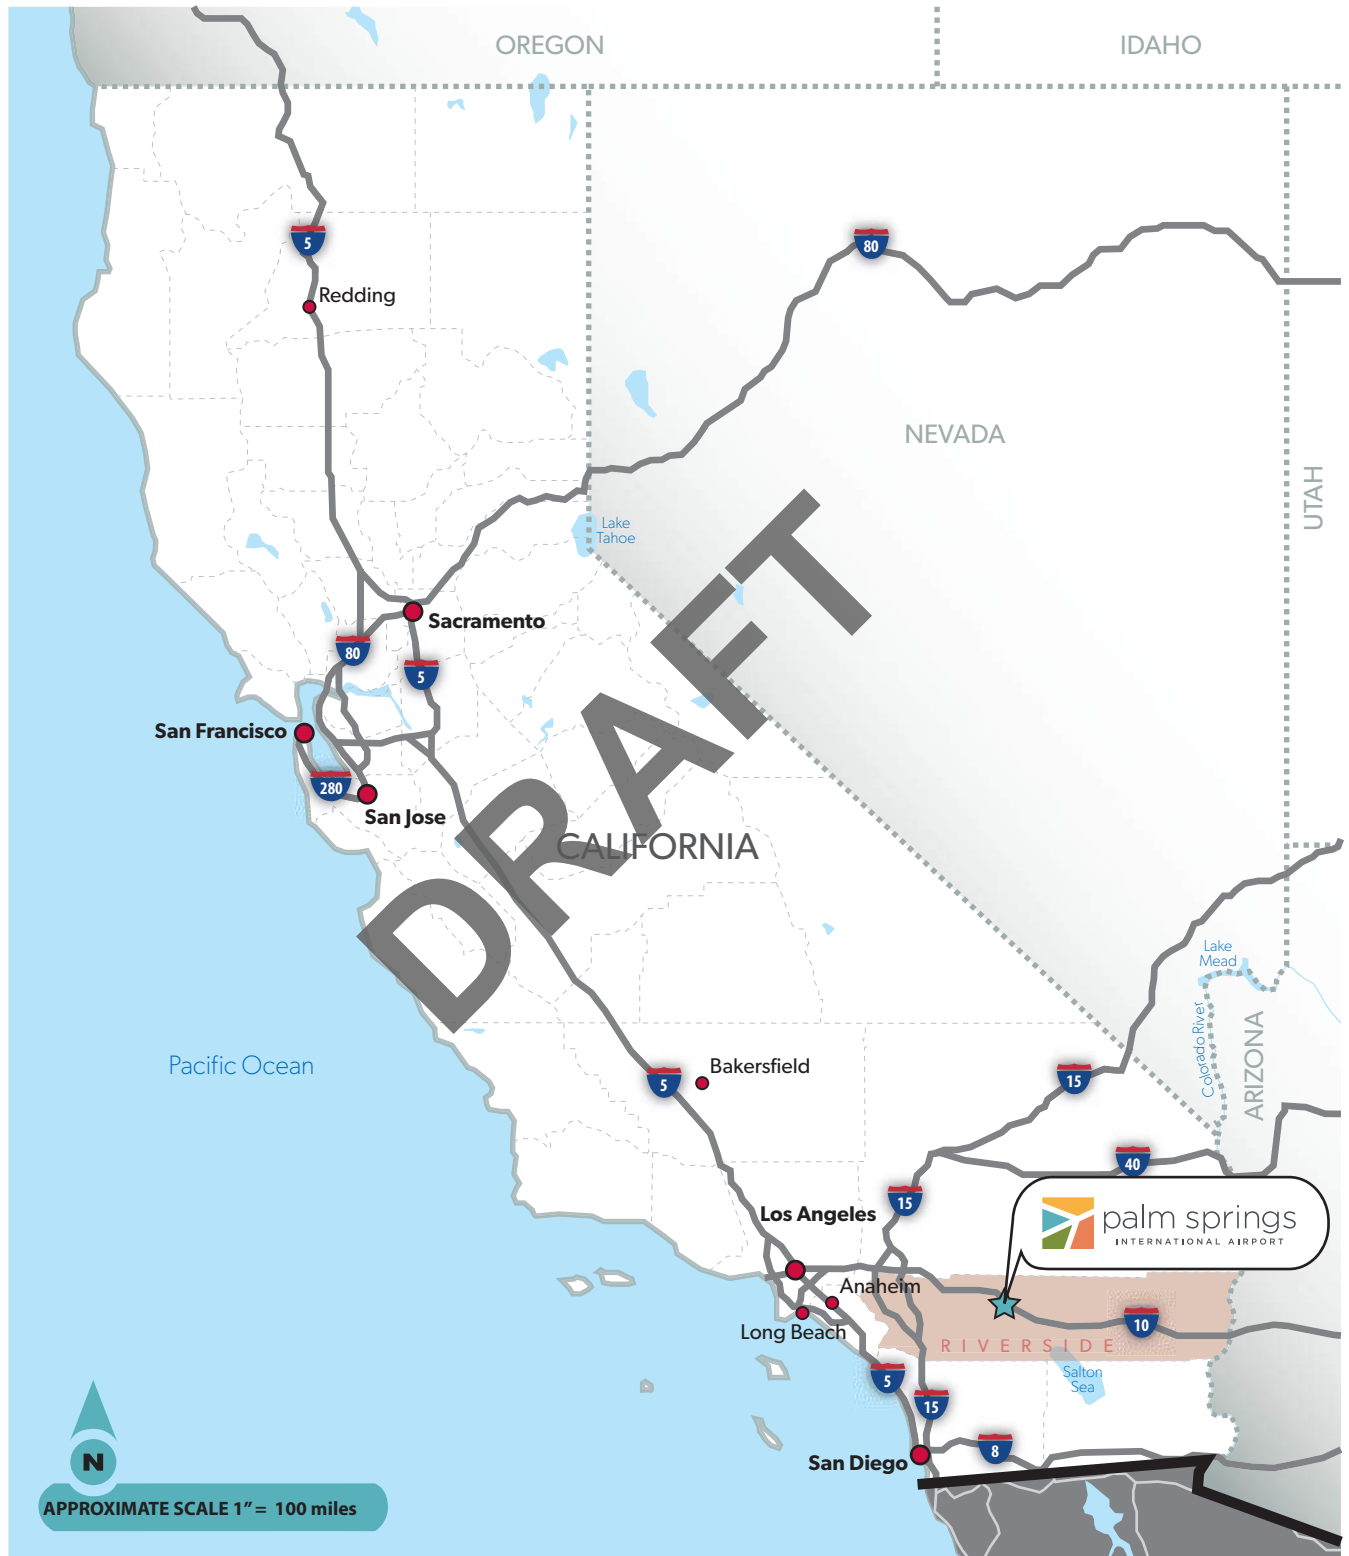 OREGON
IDAHO
5
80
Redding
NEVADA
UTAH
Lake
Tahoe
Sacramento
80
5
San Francisco
280
San Jose
CALIFORNIA
DRAFT
Lake
Mead
Colorado River
ARIZONA
Pacific Ocean
Bakersfield
5
15
40
15
Los Angeles
palm springs
INTERNATIONAL AIRPORT
Anaheim
Long Beach
10
RIVERSIDE
Salton
Sea
5
15
8
San Diego
N
APPROXIMATE SCALE 1" = 100 miles